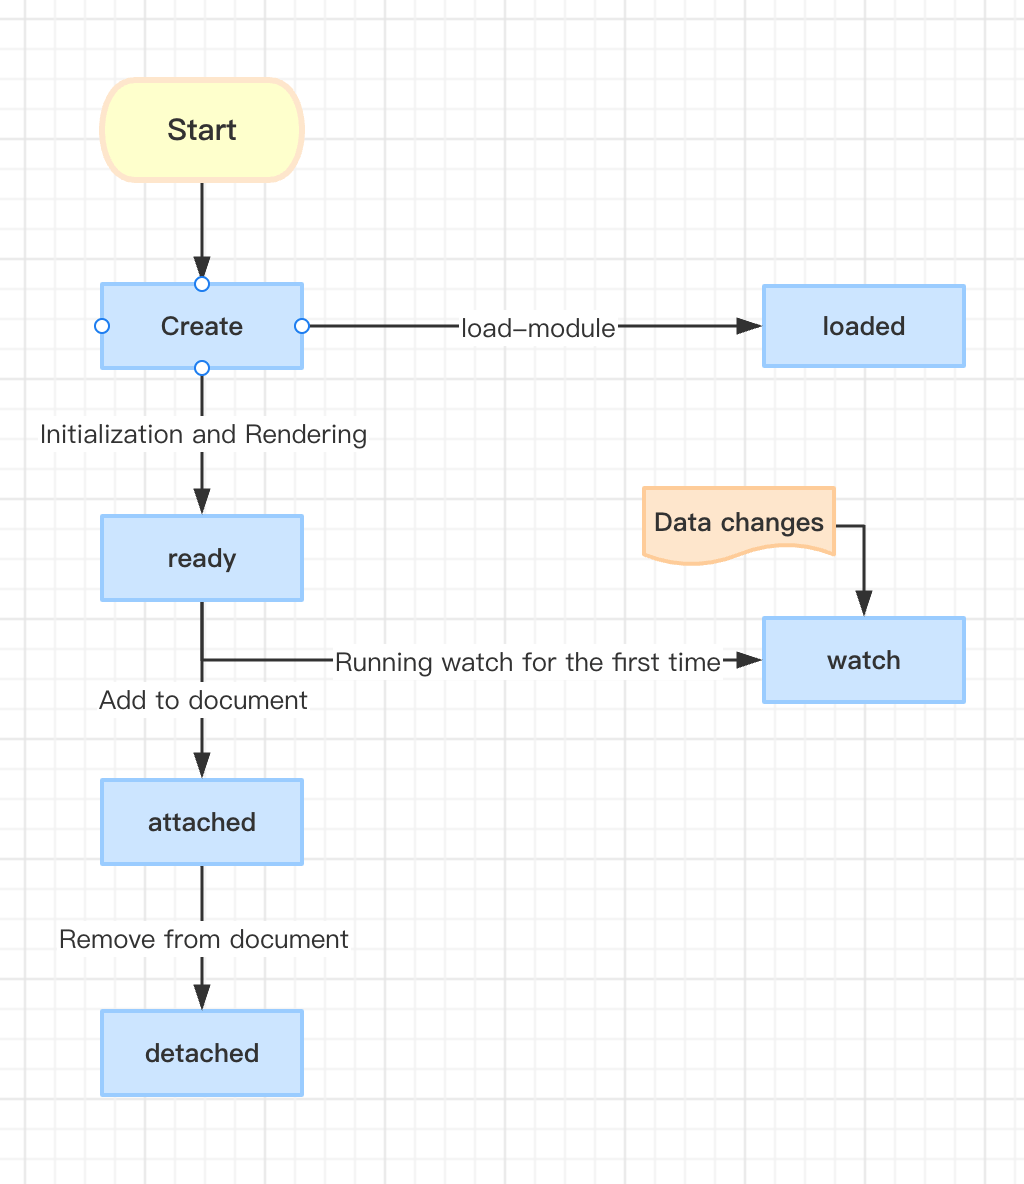 Start
Create
load–module
loaded
Initialization and Rendering
Data changes
ready
Running watch for the first time
watch
Add to document
attached
Remove from document
detached